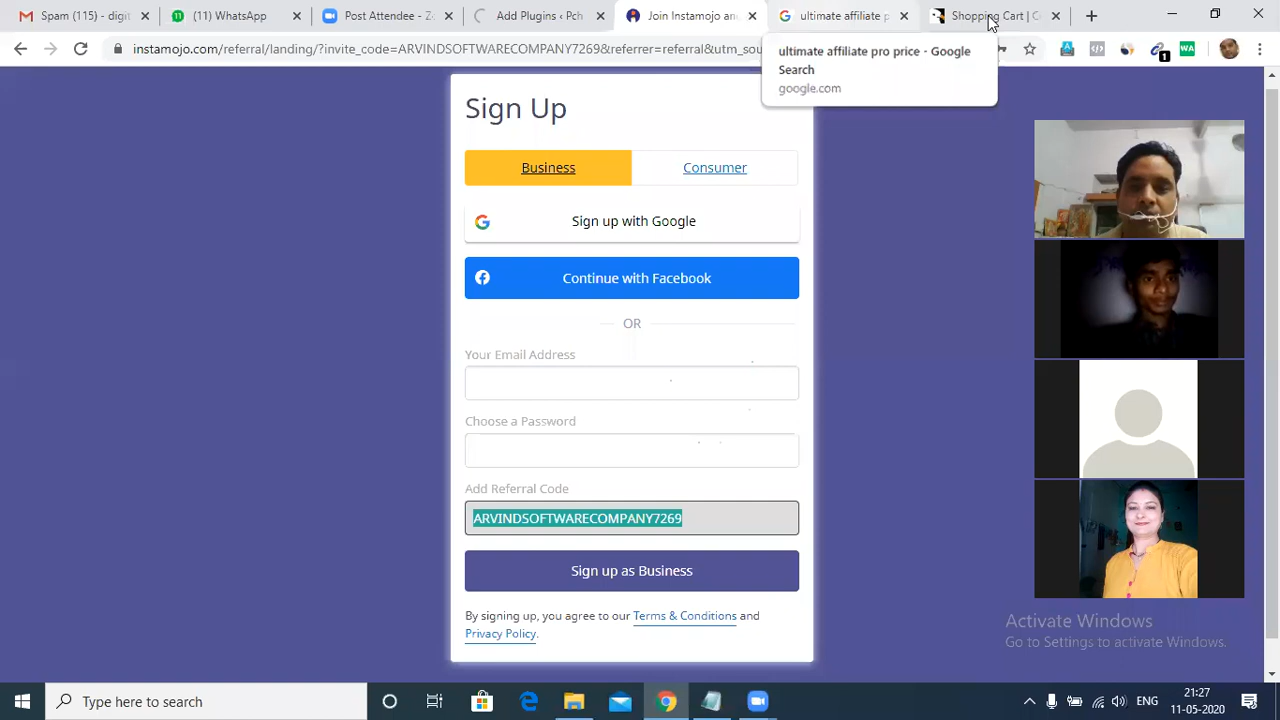 Spam (115) - digit
(11) WhatsApp
Post Attendee - Z
Add Plugins ‹ Pch
Join Instamojo an
ultimate affiliate p
Shopping Cart | C
instamojo.com/referral/landing/?invite_code=ARVINDSOFTWARECOMPANY7269&referrer=referral&utm_sou
1
WA
ultimate affiliate pro price - Google
Search
google.com
Sign Up
Business
Consumer
Sign up with Google
Continue with Facebook
OR
Your Email Address
Choose a Password
Add Referral Code
ARVINDSOFTWARECOMPANY7269
Sign up as Business
By signing up, you agree to our Terms & Conditions and
Privacy Policy.
Activate Windows
Go to Settings to activate Windows.
Type here to search
ENG
21:27
11-05-2020